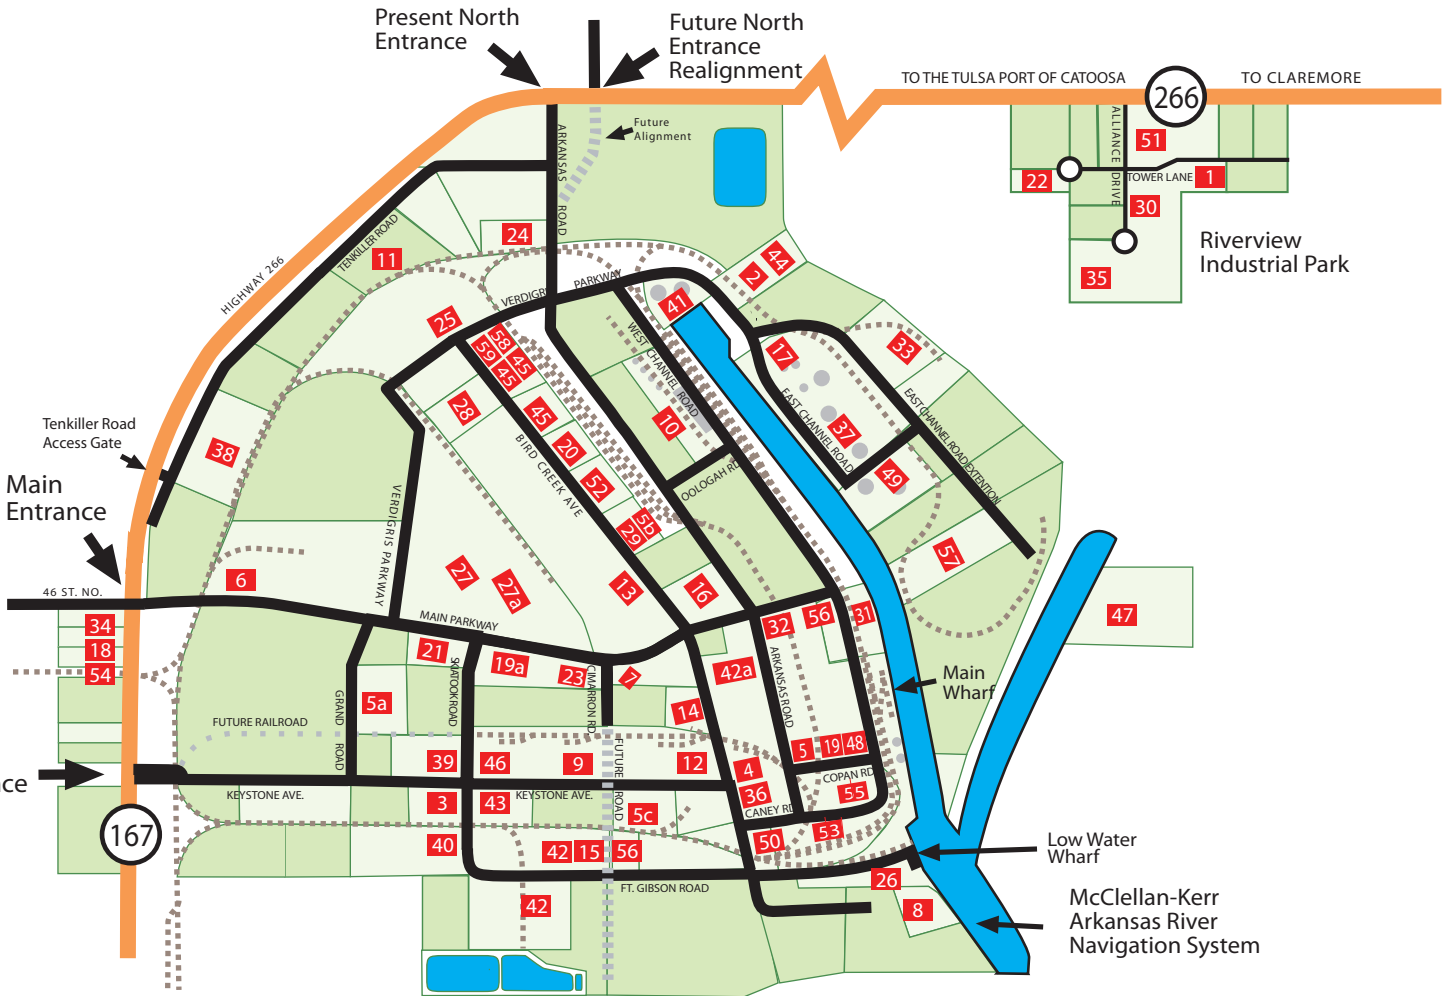 Present North
Entrance
Future North
Entrance
Realignment
TO THE TULSA PORT OF CATOOSA
266
TO CLAREMORE
Future
Alignment
ARKANSAS ROAD
ALLIANCE DRIVE
51
22
TOWER LANE
1
30
35
Riverview
Industrial Park
TENKILLER ROAD
11
24
HIGHWAY 266
44
2
VERDIGRIS
PARKWAY
41
25
58
45
59
45
WEST CHANNEL ROAD
17
33
28
45
10
EAST CHANNEL ROAD
37
EAST CHANNEL ROAD EXTENTION
BIRD CREEK AVE
20
Tenkiller Road
Access Gate
38
52
OOLOGAH RD
49
Main
Entrance
VERDIGRIS PARKWAY
5b
29
57
6
27
27a
13
16
46 ST. NO.
34
18
54
MAIN PARKWAY
32
56
31
47
21
SKIATOOK ROAD
19a
23
CIMARRON RD.
7
42a
ARKANSAS ROAD
Main
Wharf
GRAND ROAD
5a
14
FUTURE RAILROAD
39
46
9
FUTURE ROAD
12
4
5
19
48
nce
COPAN RD
36
55
KEYSTONE AVE.
3
43
KEYSTONE AVE.
5c
CANEY RD
167
40
42
15
56
50
53
Low Water
Wharf
FT. GIBSON ROAD
26
42
8
McClellan-Kerr
Arkansas River
Navigation System